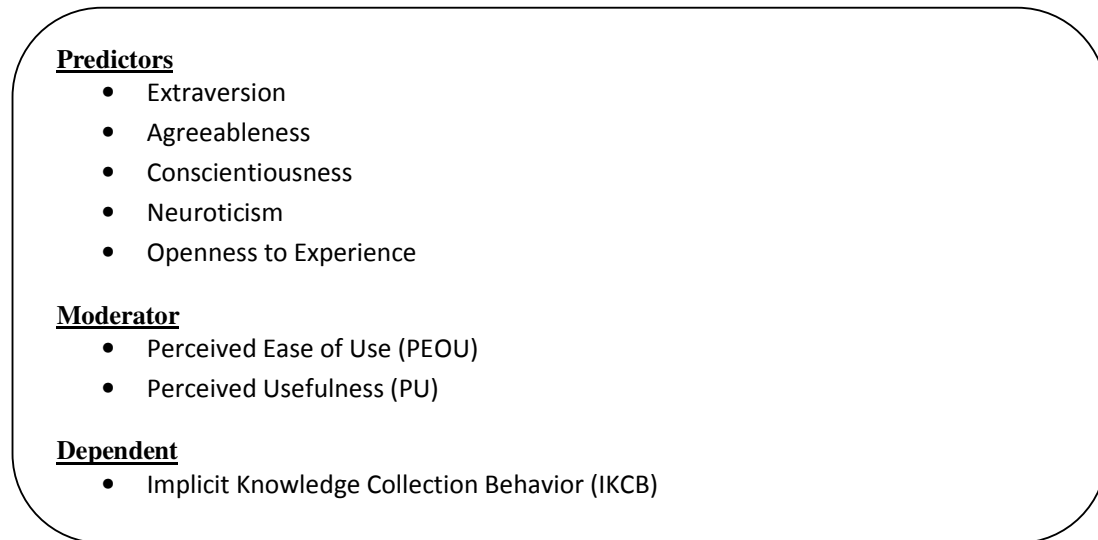 Predictors
• Extraversion
• Agreeableness
• Conscientiousness
• Neuroticism
• Openness to Experience
Moderator
• Perceived Ease of Use (PEOU)
• Perceived Usefulness (PU)
Dependent
• Implicit Knowledge Collection Behavior (IKCB)